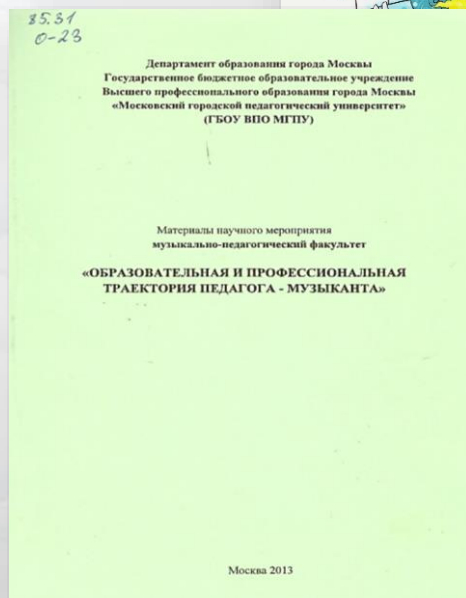 85.31
О-23
Департамент образования города Москвы
Государственное бюджетное образовательное учреждение
Высшего профессионального образования города Москвы
«Московский городской педагогический университет»
(ГБОУ ВПО МГПУ)
Материалы научного мероприятия
музыкально-педагогический факультет
«ОБРАЗОВАТЕЛЬНАЯ И ПРОФЕССИОНАЛЬНАЯ
ТРАЕКТОРИЯ ПЕДАГОГА - МУЗЫКАНТА»
Москва 2013